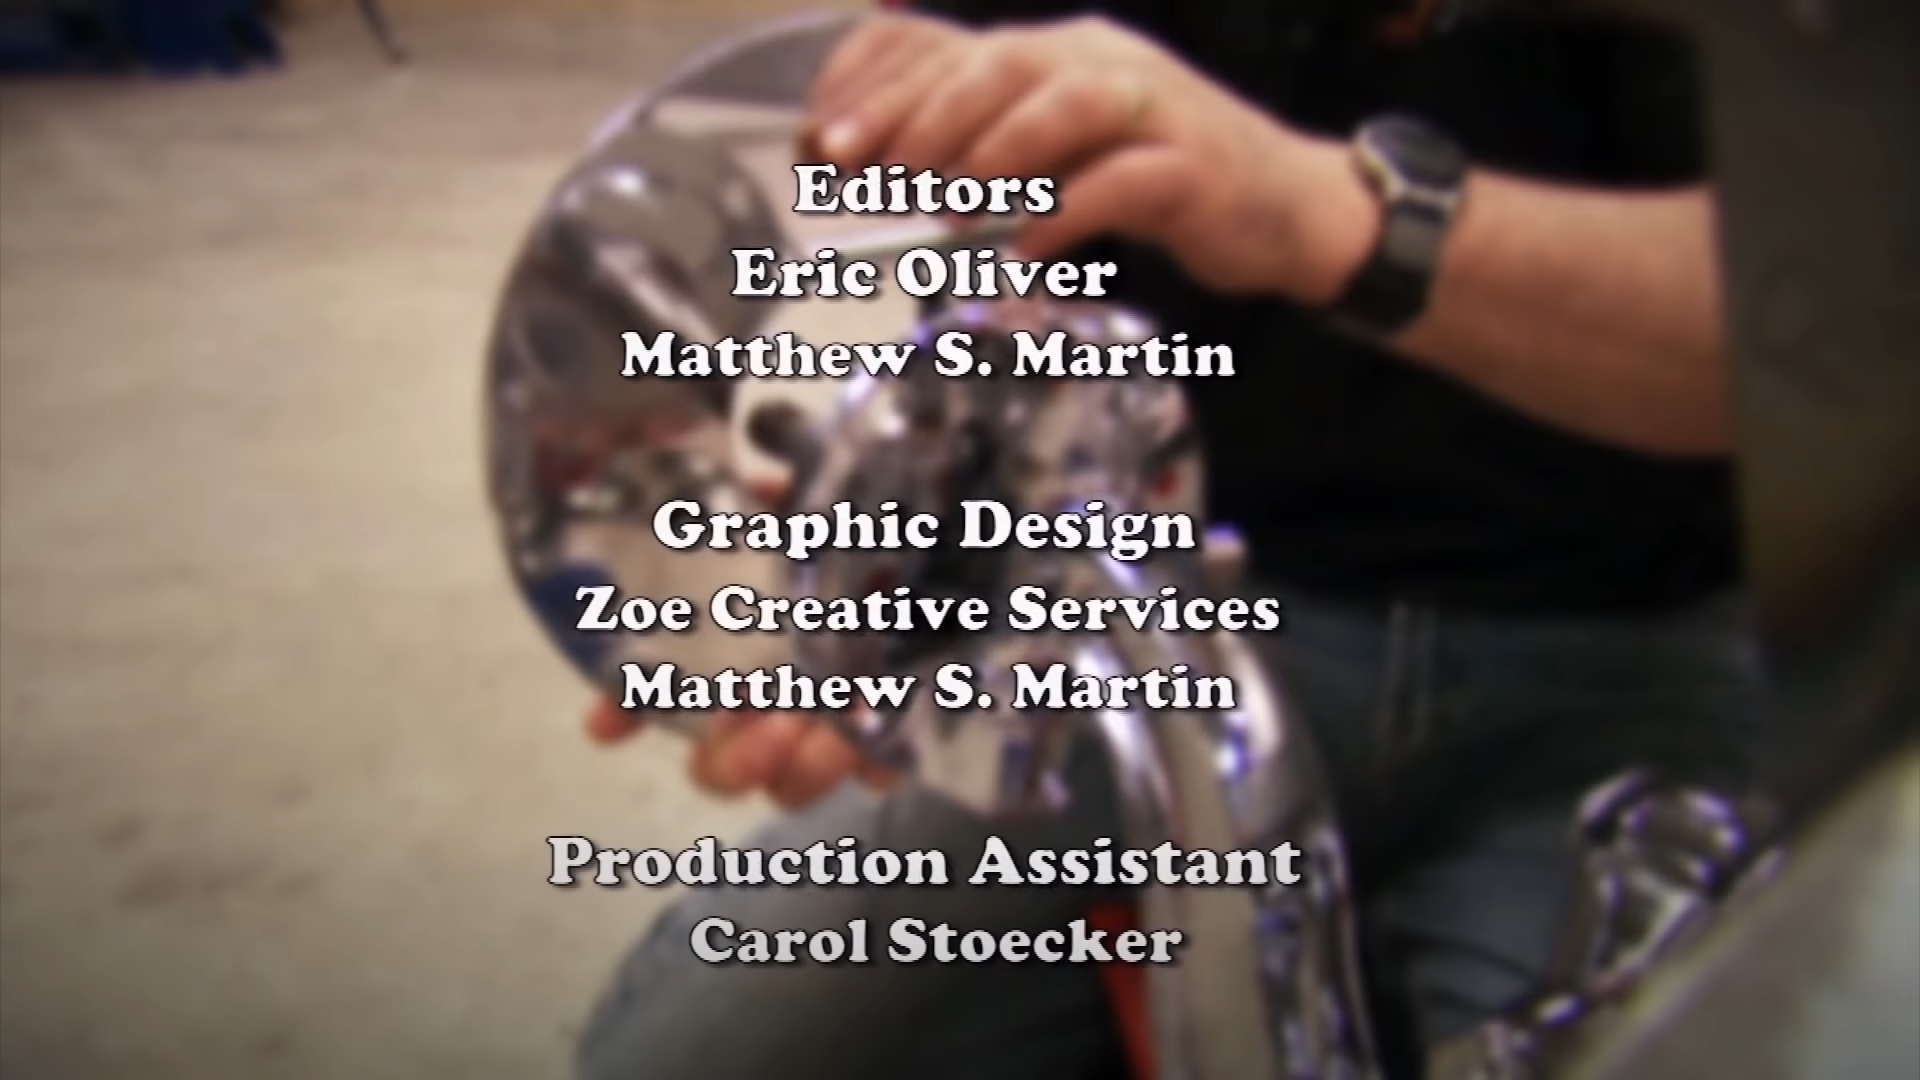 Editors
Eric Oliver
Matthew S. Martin
Graphic Design
Zoe Creative Services
Matthew S. Martin
Production Assistant
Carol Stoecker